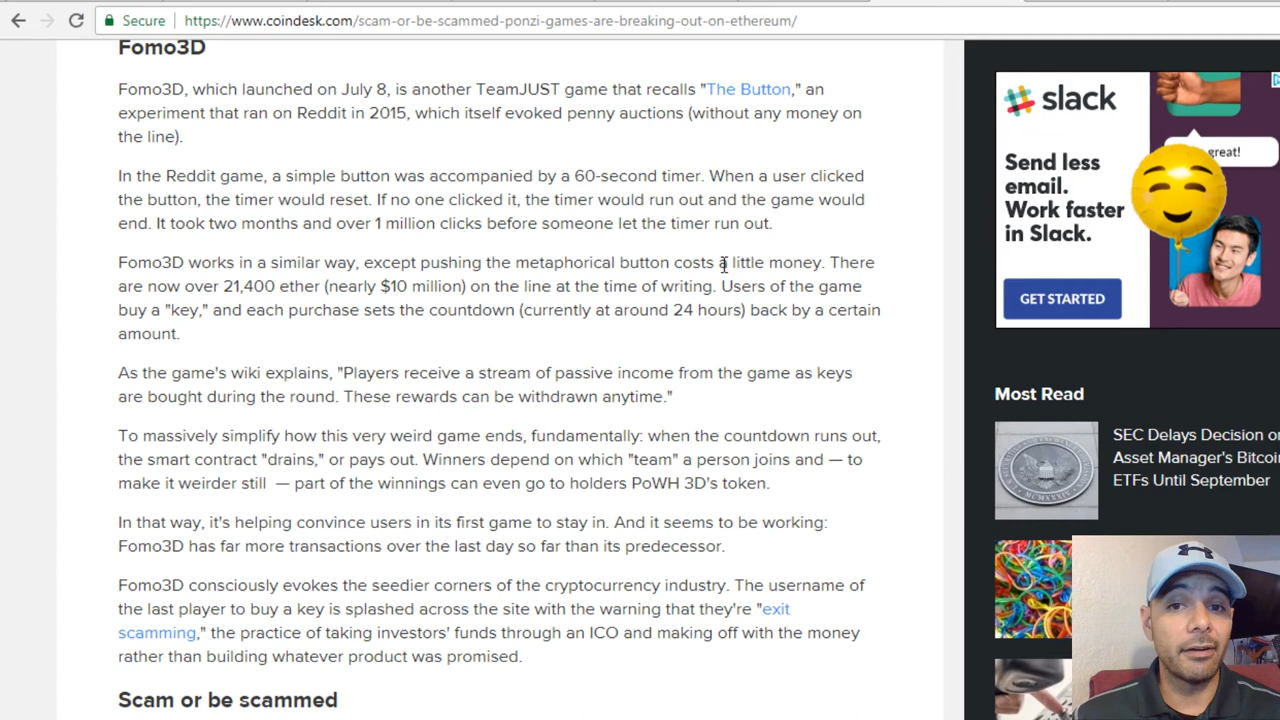 Secure
https://www.coindesk.com/scam-or-be-scammed-ponzi-games-are-breaking-out-on-ethereum/
Fomo3D
Fomo3D, which launched on July 8, is another TeamJUST game that recalls "The Button," an
experiment that ran on Reddit in 2015, which itself evoked penny auctions (without any money on
the line).
In the Reddit game, a simple button was accompanied by a 60-second timer. When a user clicked
the button, the timer would reset. If no one clicked it, the timer would run out and the game would
end. It took two months and over 1 million clicks before someone let the timer run out.
Fomo3D works in a similar way, except pushing the metaphorical button costs a little money. There
are now over 21,400 ether (nearly $10 million) on the line at the time of writing. Users of the game
buy a "key," and each purchase sets the countdown (currently at around 24 hours) back by a certain
amount.
As the game's wiki explains, "Players receive a stream of passive income from the game as keys
are bought during the round. These rewards can be withdrawn anytime."
To massively simplify how this very weird game ends, fundamentally: when the countdown runs out,
the smart contract "drains," or pays out. Winners depend on which "team" a person joins and — to
make it weirder still — part of the winnings can even go to holders PoWH 3D's token.
In that way, it's helping convince users in its first game to stay in. And it seems to be working:
Fomo3D has far more transactions over the last day so far than its predecessor.
Fomo3D consciously evokes the seedier corners of the cryptocurrency industry. The username of
the last player to buy a key is splashed across the site with the warning that they're "exit
scamming," the practice of taking investors' funds through an ICO and making off with the money
rather than building whatever product was promised.
Scam or be scammed
slack
great!
Send less
email.
Work faster
in Slack.
GET STARTED
Most Read
SEC Delays Decision on
Asset Manager's Bitcoin
ETFs Until September